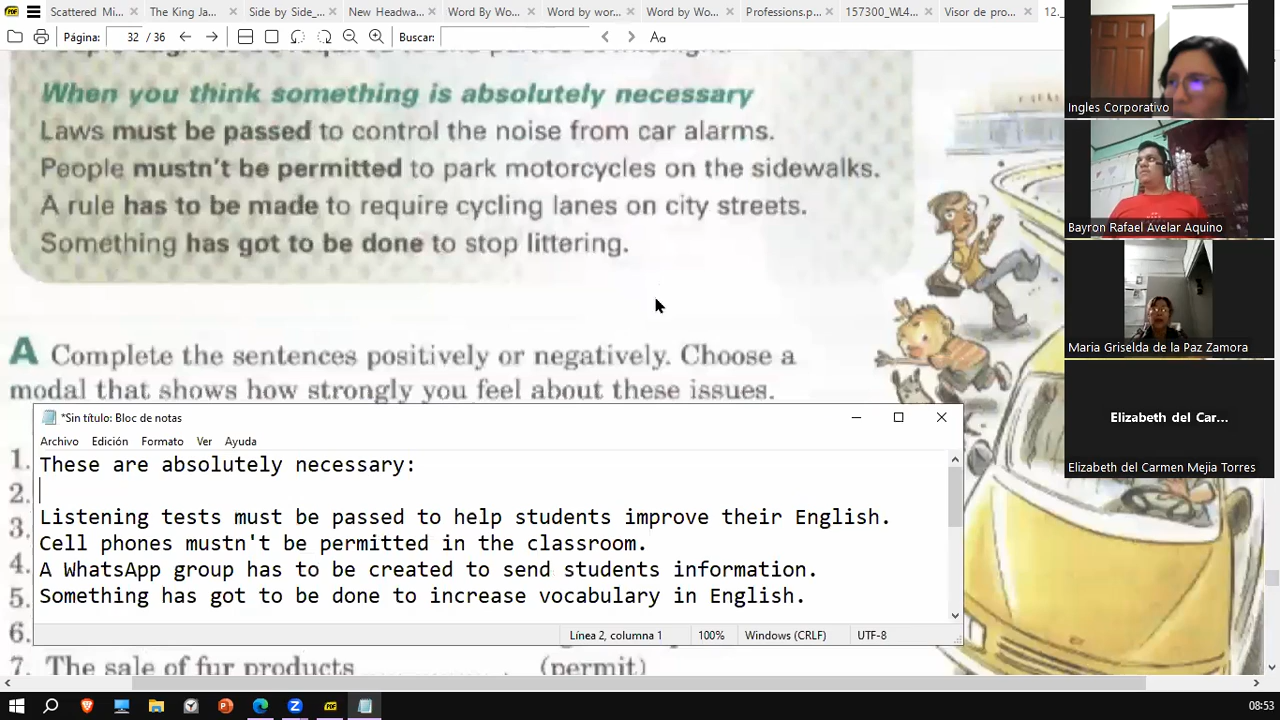 Scattered Mi...
The King Ja...
Side by Side_...
New Headwa...
Word By Wo...
Word by wor...
Word by Wo...
Professions.p...
157300_WL4...
Visor de pro...
12._
Página:
32 / 36
Buscar:
Aa
When you think something is absolutely necessary
Laws must be passed to control the noise from car alarms.
People mustn't be permitted to park motorcycles on the sidewalks.
A rule has to be made to require cycling lanes on city streets.
Something has got to be done to stop littering.
A Complete the sentences positively or negatively. Choose a
modal that shows how strongly you feel about these issues.
*Sin título: Bloc de notas
Archivo Edición Formato Ver Ayuda
These are absolutely necessary:
Listening tests must be passed to help students improve their English.
Cell phones mustn't be permitted in the classroom.
A WhatsApp group has to be created to send students information.
Something has got to be done to increase vocabulary in English.
Línea 2, columna 1 100% Windows (CRLF) UTF-8
1.
2.
3.
4.
5.
6.
7. The sale of fur products (permit)
Ingles Corporativo
Bayron Rafael Avelar Aquino
Maria Griselda de la Paz Zamora
Elizabeth del Car...
Elizabeth del Carmen Mejia Torres
08:53